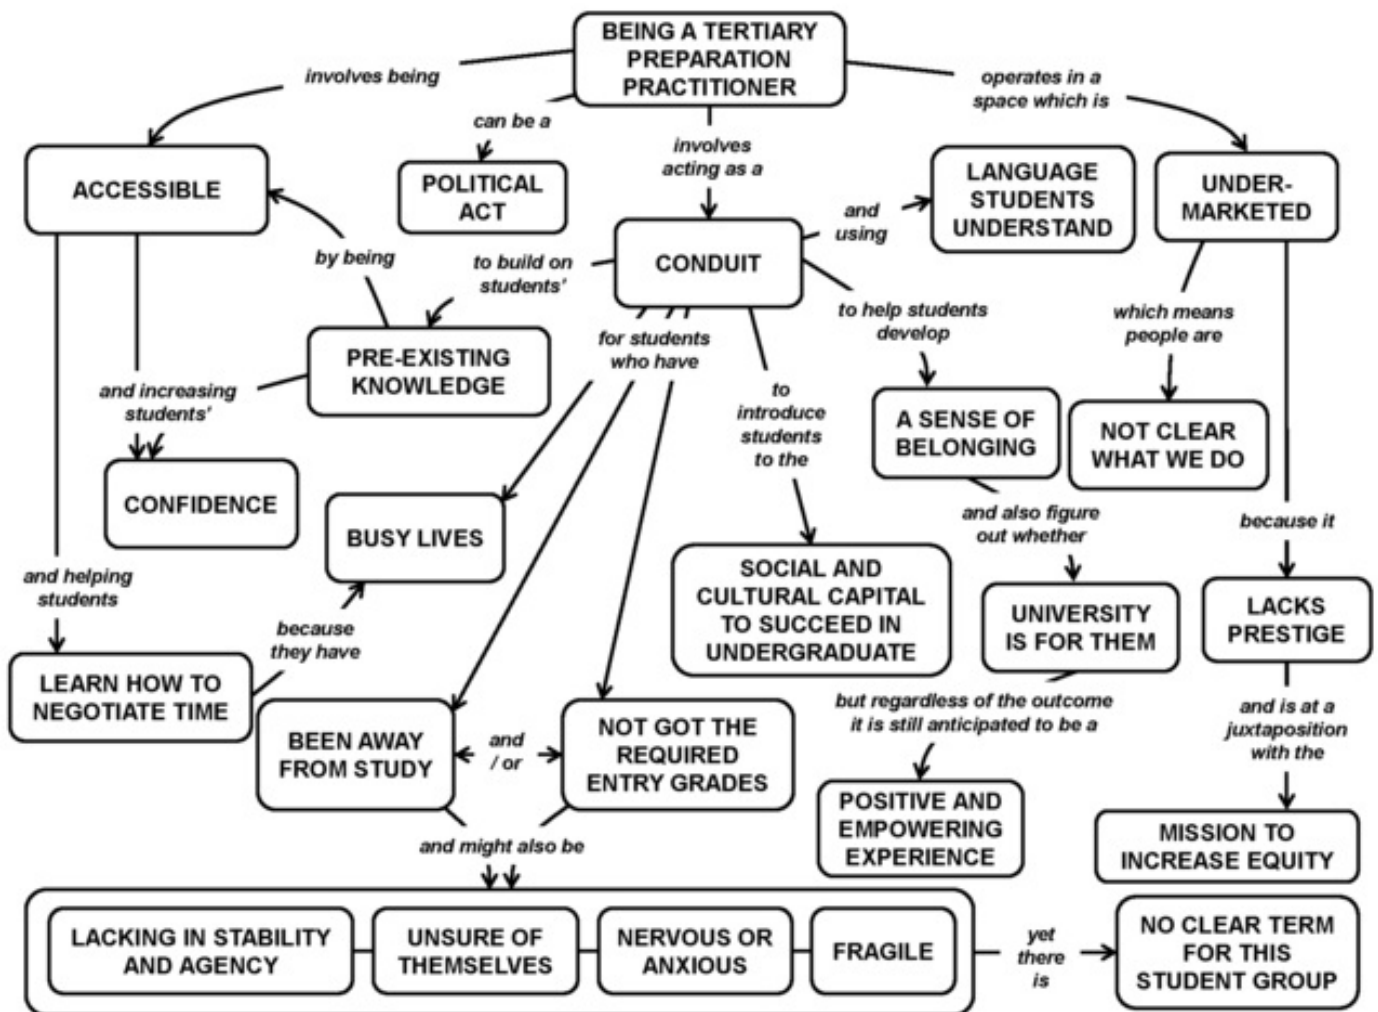 BEING A TERTIARY
PREPARATION
PRACTITIONER
involves being
can be a
involves
acting as a
operates in a
space which is
ACCESSIBLE
POLITICAL
ACT
LANGUAGE
STUDENTS
UNDERSTAND
UNDER-
MARKETED
and
using
CONDUIT
by being
to build on
students'
PRE-EXISTING
KNOWLEDGE
for students
who have
to help students
develop
which means
people are
and increasing
students'
to
introduce
students
to the
A SENSE OF
BELONGING
NOT CLEAR
WHAT WE DO
CONFIDENCE
BUSY LIVES
and also figure
out whether
because it
and helping
students
because
they have
SOCIAL AND
CULTURAL CAPITAL
TO SUCCEED IN
UNDERGRADUATE
UNIVERSITY
IS FOR THEM
LACKS
PRESTIGE
LEARN HOW TO
NEGOTIATE TIME
BEEN AWAY
FROM STUDY
and
/ or
NOT GOT THE
REQUIRED
ENTRY GRADES
but regardless of the outcome
it is still anticipated to be a
and is at a
juxtaposition
with the
POSITIVE AND
EMPOWERING
EXPERIENCE
MISSION TO
INCREASE EQUITY
and might also be
LACKING IN STABILITY
AND AGENCY
UNSURE OF
THEMSELVES
NERVOUS OR
ANXIOUS
FRAGILE
yet
there
is
NO CLEAR TERM
FOR THIS
STUDENT GROUP